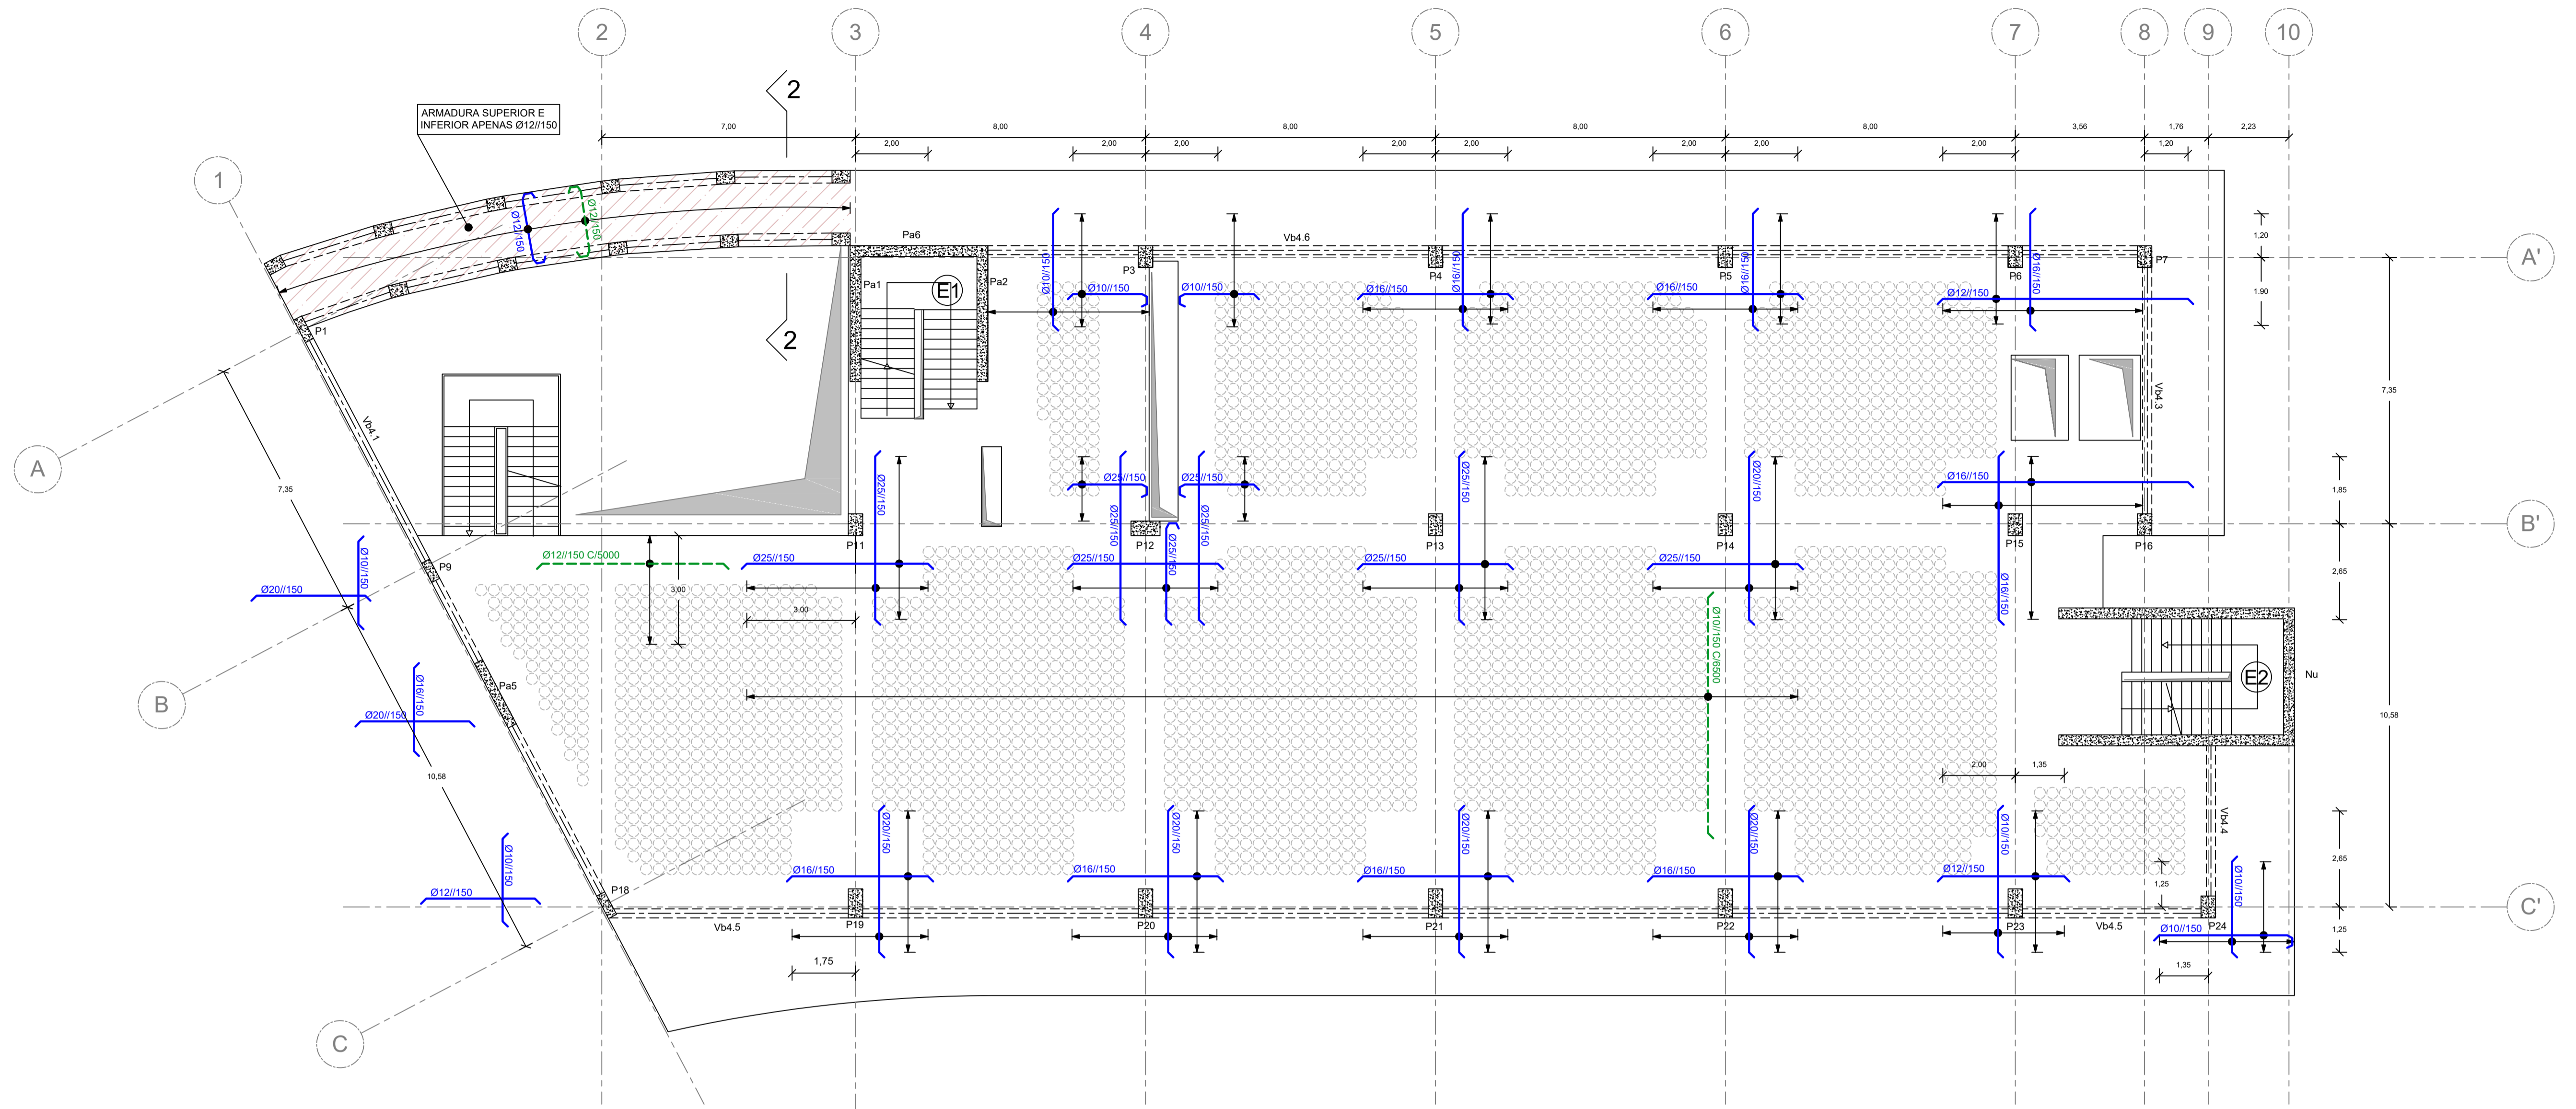 2
3
4
5
6
7
8
9
10
1
2
ARMADURA SUPERIOR E
INFERIOR APENAS Ø12//150
7,00
8,00
8,00
8,00
8,00
3,56
1,76
2,23
2,00
2,00
2,00
2,00
2,00
2,00
2,00
2,00
1,20
Ø12//150
Ø12//150
Pa6
Vb4.6
A'
1,20
1.90
P1
Pa1
E1
Pa2
P3
P4
P5
P6
P7
Ø10//150
Ø10//150
Ø10//150
Ø16//150
Ø16//150
Ø16//150
Ø16//150
Ø12//150
Ø16//150
2
7,35
Vb4.3
Vb4.1
A
7,35
Ø25//150
Ø25//150
Ø25//150
Ø25//150
Ø25//150
Ø25//150
Ø25//150
Ø20//150
Ø16//150
Ø16//150
1,85
B'
P11
P12
P13
P14
P15
P16
Ø12//150 C/5000
Ø25//150
Ø25//150
Ø25//150
Ø25//150
P9
Ø10//150
Ø20//150
3,00
3,00
2,65
Ø10//150 C/6500
E2
Nu
Pa5
Ø16//150
Ø20//150
B
10,58
10,58
2,00
1,35
Vb4.4
Ø20//150
Ø20//150
Ø20//150
Ø20//150
Ø10//150
2,65
1,25
Ø10//150
Ø12//150
P18
Ø16//150
Ø16//150
Ø16//150
Ø16//150
Ø12//150
Ø10//150
C'
Vb4.5
P19
P20
P21
P22
P23
Vb4.5
P24
Ø10//150
1,25
1,75
1,35
C